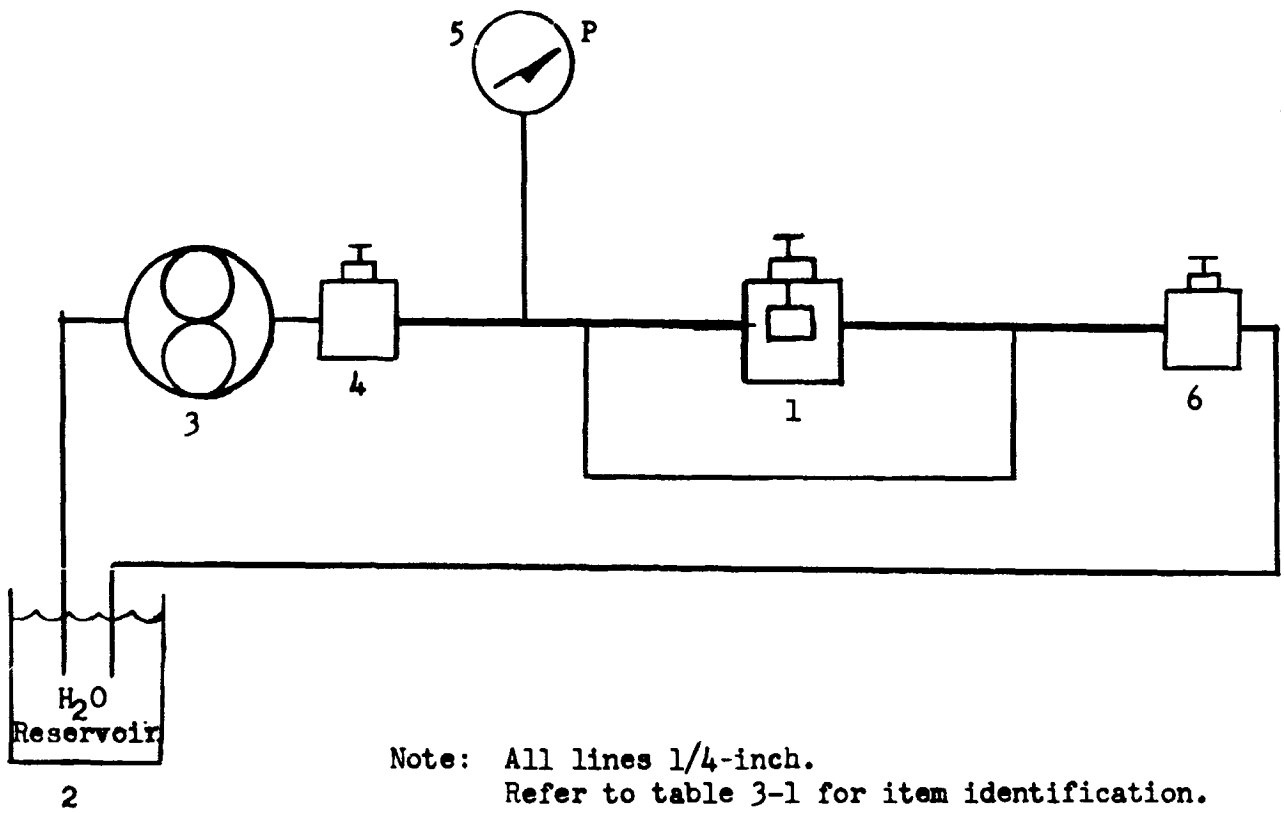 5 P
3
4
1
6
H₂O
Reservoir
2
Note: All lines 1/4-inch.
Refer to table 3-1 for item identification.